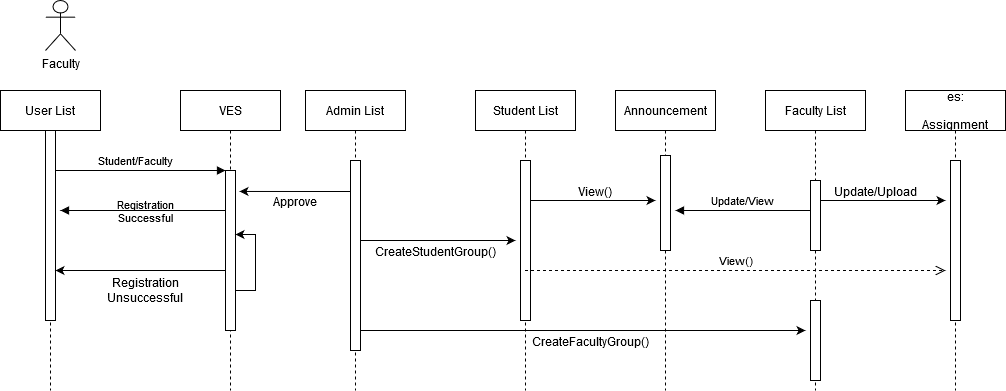 Faculty
User List
VES
Admin List
Student List
Announcement
Faculty List
es:
Assignment
Student/Faculty
Approve
View()
Update/View
Update/Upload
Registration
Successful
CreateStudentGroup()
View()
Registration
Unsuccessful
CreateFacultyGroup()